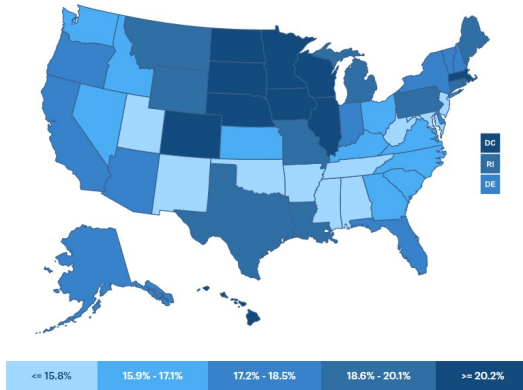 DC
RI
DE
<= 15.8% 15.9% - 17.1% 17.2% - 18.5% 18.6% - 20.1% >= 20.2%